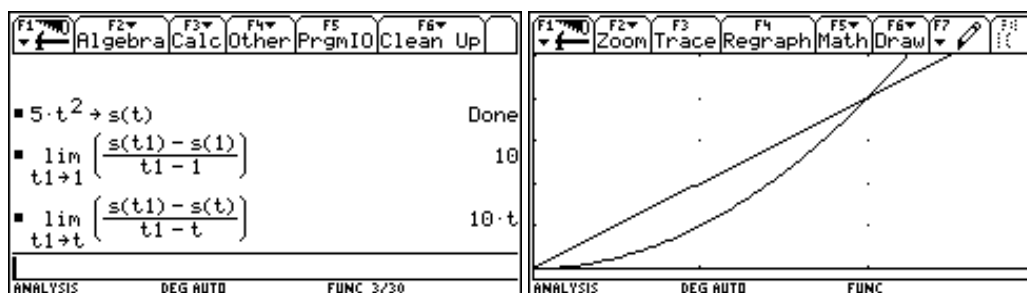 F1 F2 F3 F4 F5 F6
Algebra Calc Other PrgmIO Clean Up
5·t² → s(t) Done
lim t1→1 ( (s(t1) − s(1)) / (t1 − 1) ) 10
lim t1→t ( (s(t1) − s(t)) / (t1 − t) ) 10·t
ANALYSIS DEG AUTO FUNC 3/30
F1 F2 F3 F4 F5 F6 F7
Zoom Trace Regraph Math Draw
ANALYSIS DEG AUTO FUNC